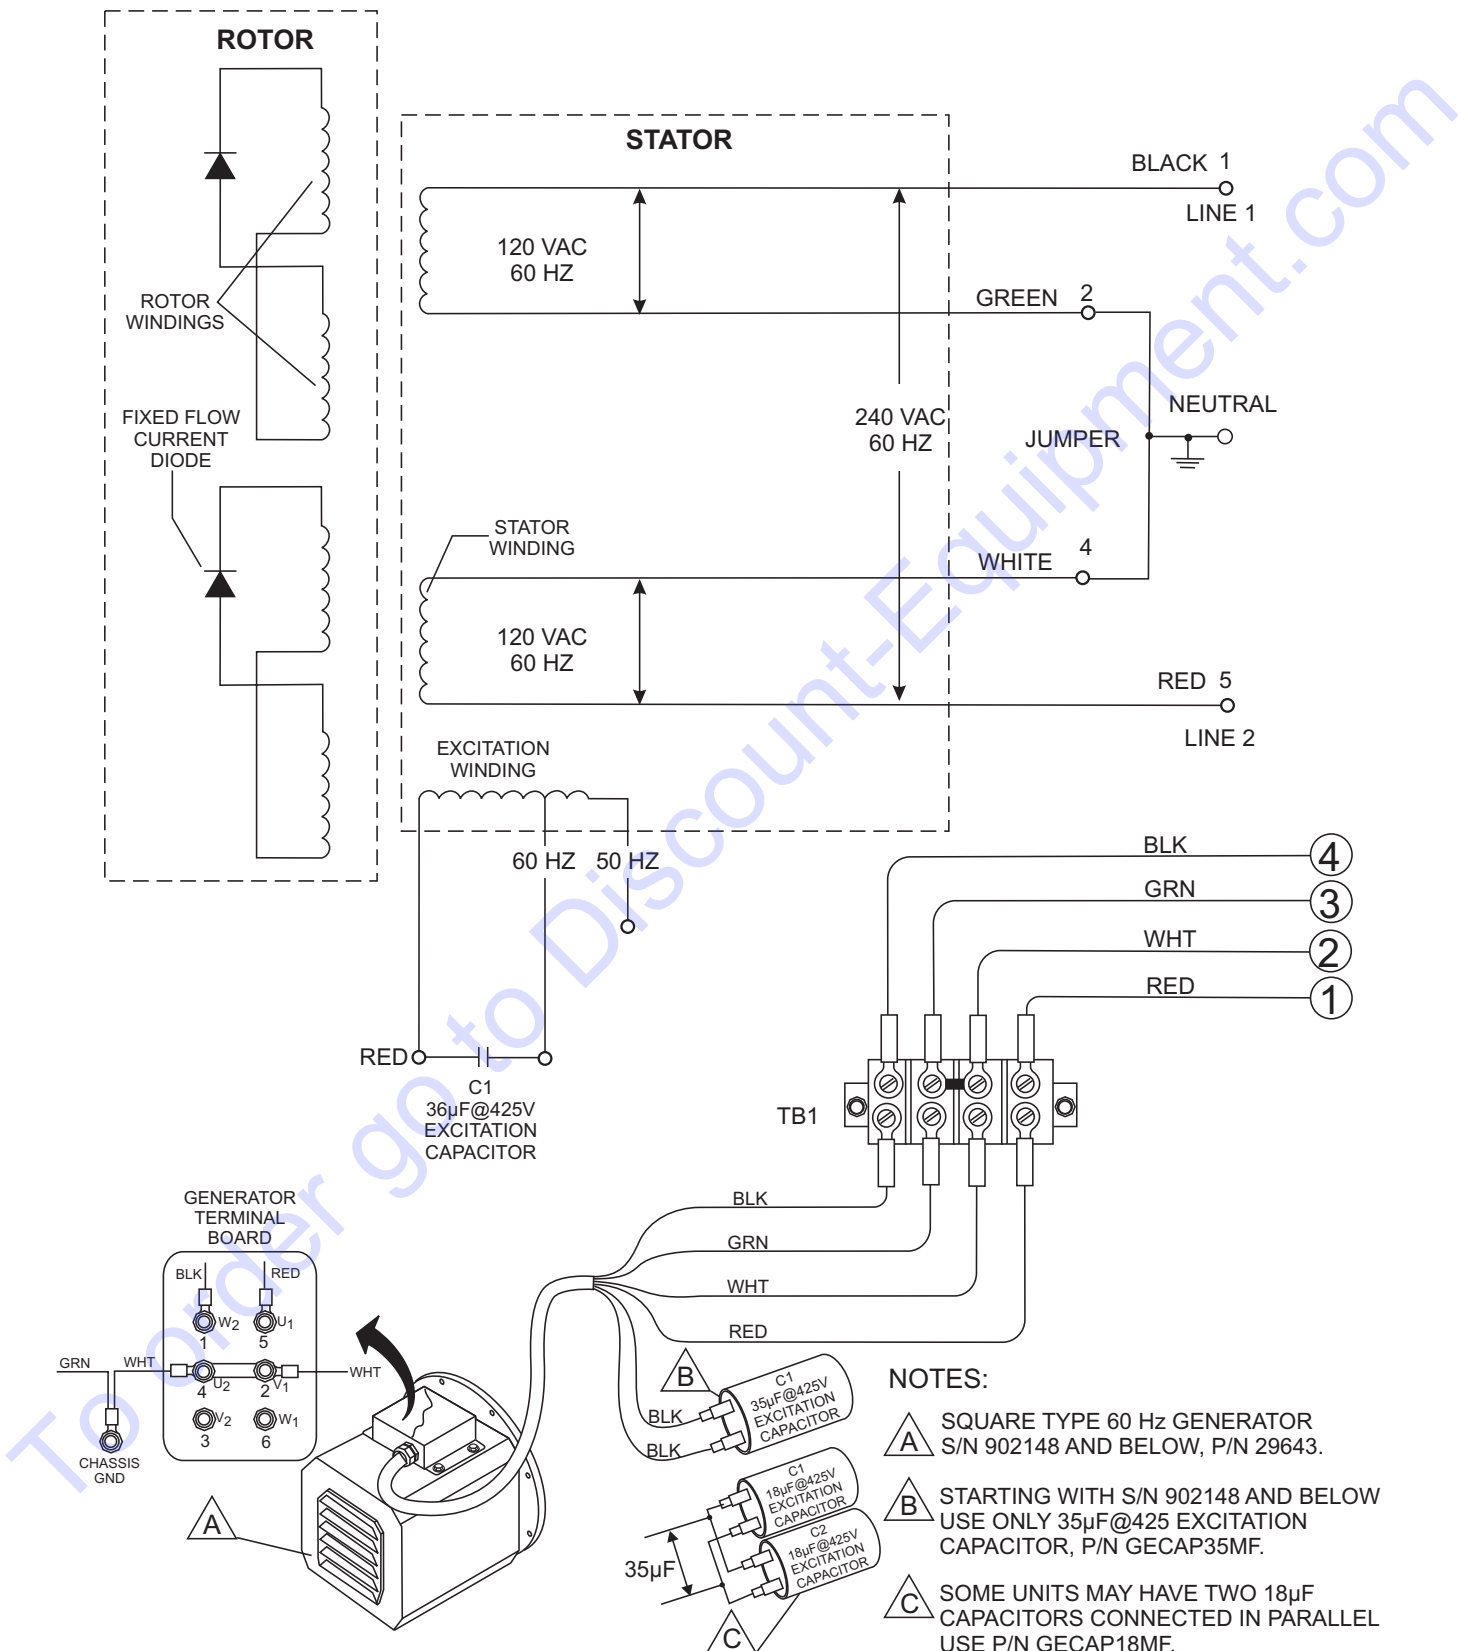 ROTOR
STATOR
BLACK 1
LINE 1
120 VAC
60 HZ
GREEN 2
ROTOR
WINDINGS
240 VAC
60 HZ
NEUTRAL
JUMPER
FIXED FLOW
CURRENT
DIODE
STATOR
WINDING
WHITE 4
120 VAC
60 HZ
RED 5
LINE 2
EXCITATION
WINDING
60 HZ 50 HZ
BLK 4
GRN 3
WHT 2
RED 1
RED
C1
36µF@425V
EXCITATION
CAPACITOR
TB1
GENERATOR
TERMINAL
BOARD
BLK RED
W2 U1
1 5
GRN WHT WHT
U2 V1
4 2
V2 W1
3 6
CHASSIS
GND
BLK
GRN
WHT
RED
A
B
BLK
BLK
C1
35µF@425V
EXCITATION
CAPACITOR
C1
18µF@425V
EXCITATION
CAPACITOR
C2
18µF@425V
EXCITATION
CAPACITOR
35µF
C
NOTES:
A SQUARE TYPE 60 Hz GENERATOR
S/N 902148 AND BELOW, P/N 29643.
B STARTING WITH S/N 902148 AND BELOW
USE ONLY 35µF@425 EXCITATION
CAPACITOR, P/N GECAP35MF.
C SOME UNITS MAY HAVE TWO 18µF
CAPACITORS CONNECTED IN PARALLEL
USE P/N GECAP18MF.
To order go to Discount-Equipment.com